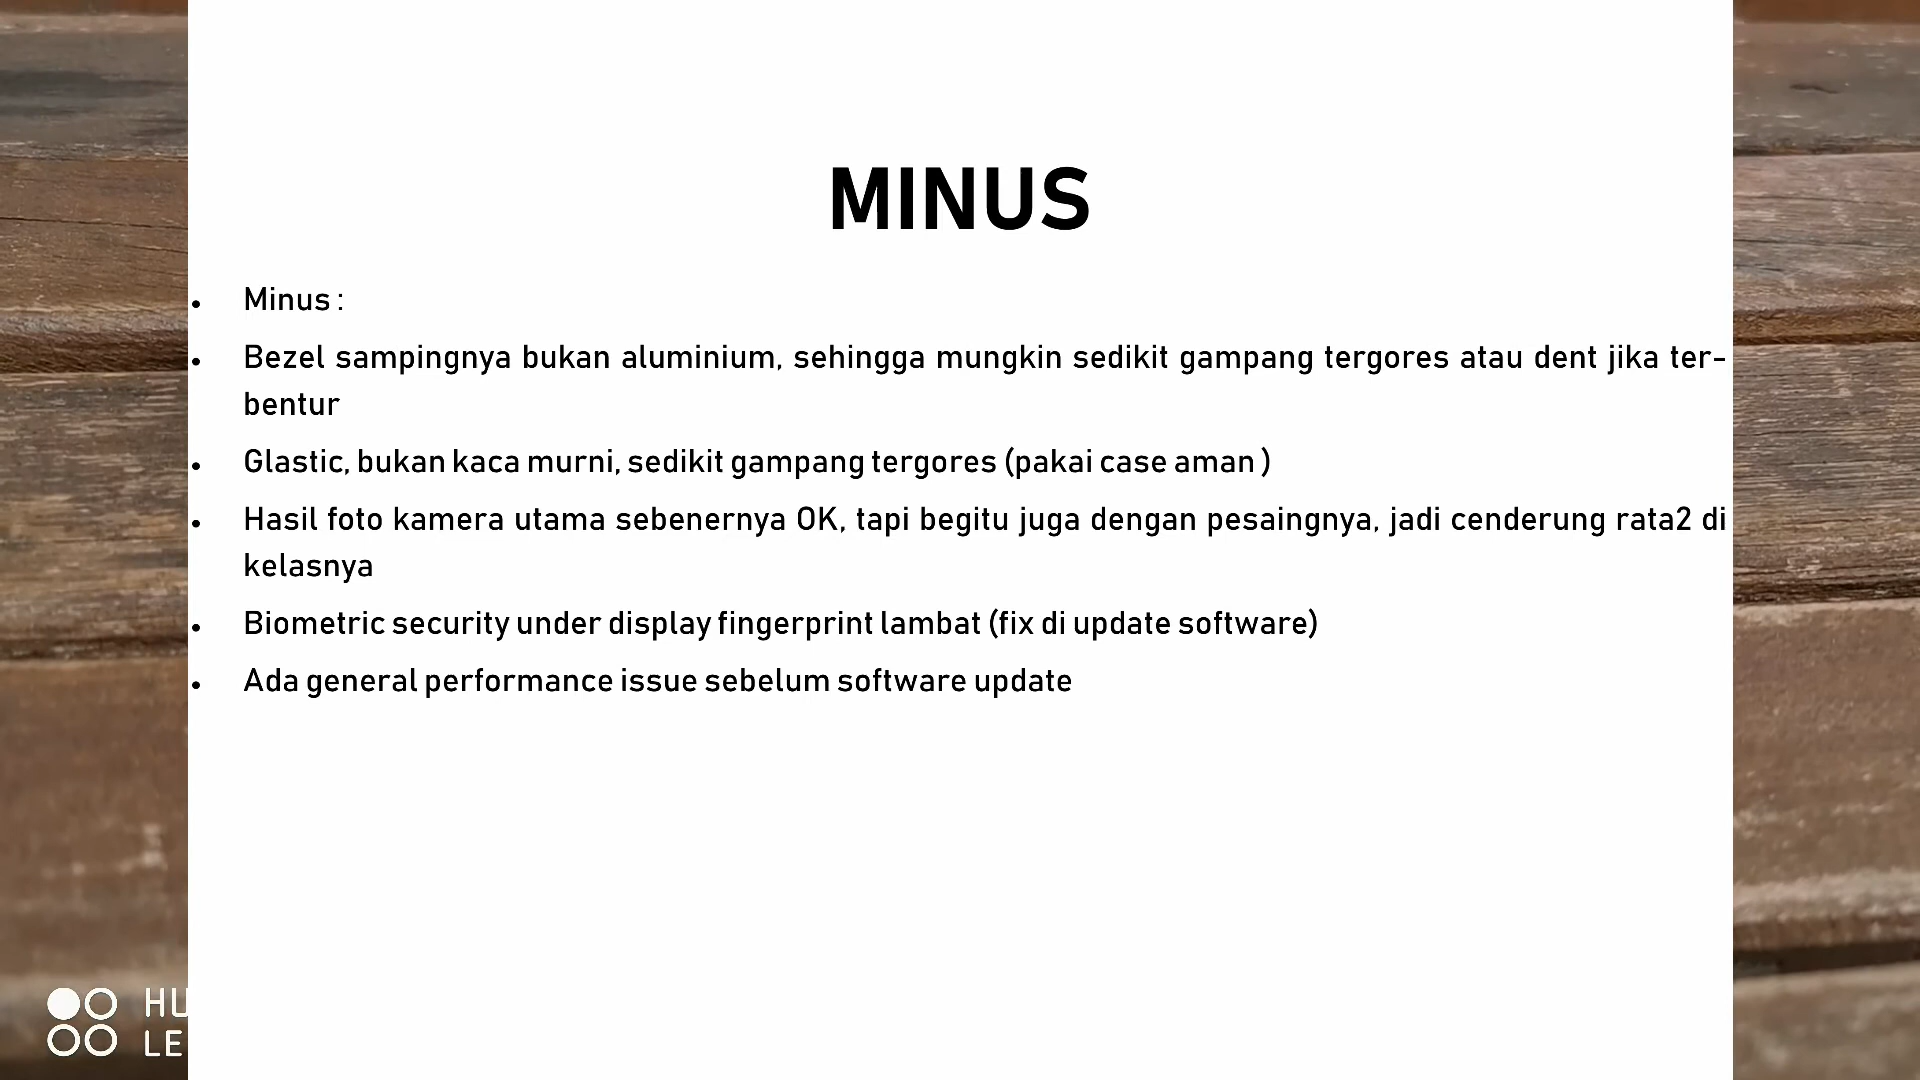 MINUS
Minus :
Bezel sampingnya bukan aluminium, sehingga mungkin sedikit gampang tergores atau dent jika ter-
bentur
Glastic, bukan kaca murni, sedikit gampang tergores (pakai case aman )
Hasil foto kamera utama sebenernya OK, tapi begitu juga dengan pesaingnya, jadi cenderung rata2 di
kelasnya
Biometric security under display fingerprint lambat (fix di update software)
Ada general performance issue sebelum software update
HU
LE